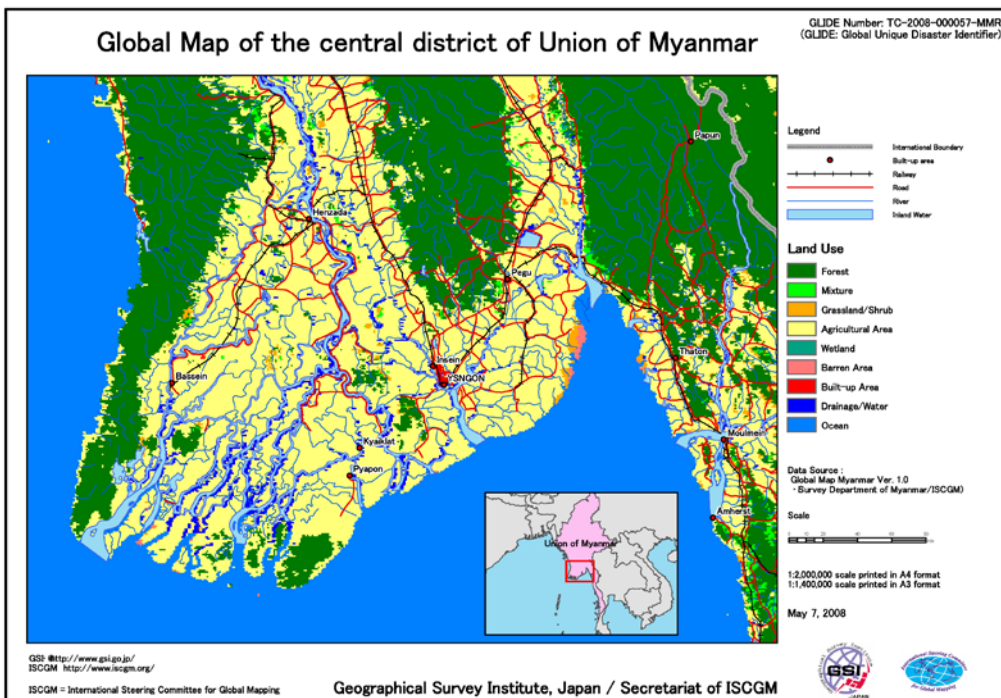 GLIDE Number: TC-2008-000057-MMR
(GLIDE: Global Unique Disaster Identifier)
Global Map of the central district of Union of Myanmar
Papun
Henzada
Pegu
Insein
YSNGON
Bassein
Thaton
Kyaiklat
Pyapon
Moulmein
Amherst
Union of Myanmar
Legend
International Boundary
Built-up area
Railway
Road
River
Inland Water
Land Use
Forest
Mixture
Grassland/Shrub
Agricultural Area
Wetland
Barren Area
Built-up Area
Drainage/Water
Ocean
Data Source :
Global Map Myanmar Ver. 1.0
・Survey Department of Myanmar/ISCGM)
Scale
1:2,000,000 scale printed in A4 format
1:1,400,000 scale printed in A3 format
May 7, 2008
GSI: http://www.gsi.go.jp/
ISCGM http://www.iscgm.org/
ISCGM = International Steering Committee for Global Mapping
Geographical Survey Institute, Japan / Secretariat of ISCGM
GSI
JAPAN